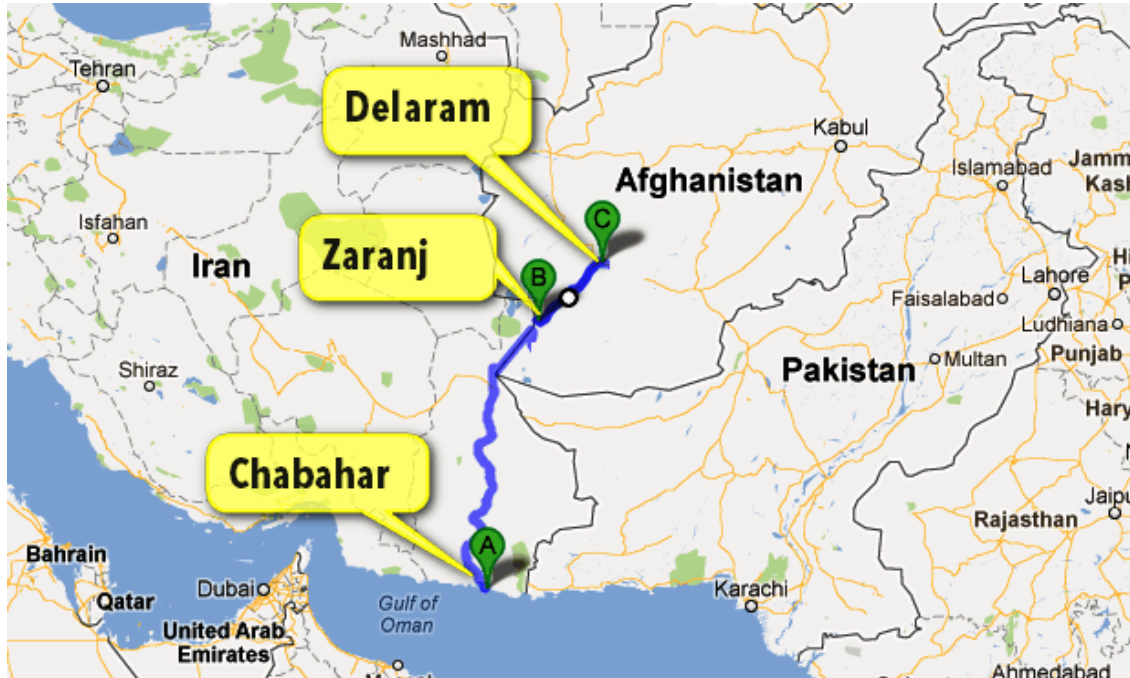 Mashhad
Tehran
Delaram
Kabul
Islamabad
Jamm
Kash
Afghanistan
C
Isfahan
Zaranj
Iran
B
Lahore
Faisalabad
Ludhiana
Punjab
Multan
Shiraz
Pakistan
Hary
Chabahar
Jaipu
Rajasthan
A
Bahrain
Dubai
Qatar
Gulf of
Oman
Karachi
United Arab
Emirates
Ahmedabad